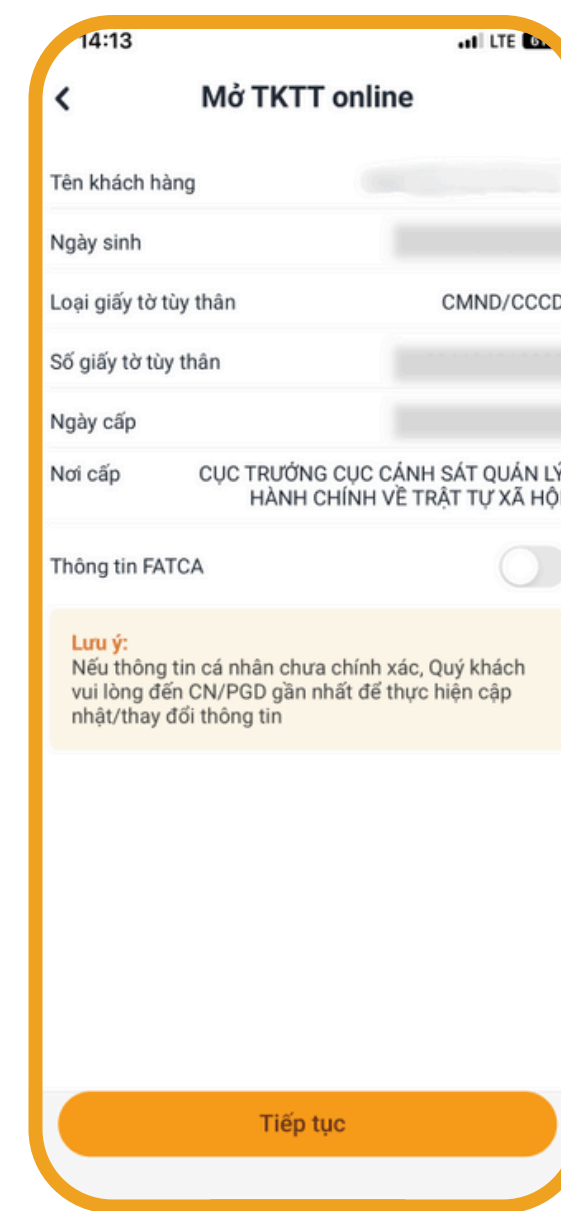 14:13 LTE
Mở TKTT online
Tên khách hàng
Ngày sinh
Loại giấy tờ tùy thân CMND/CCCD
Số giấy tờ tùy thân
Ngày cấp
Nơi cấp CỤC TRƯỞNG CỤC CẢNH SÁT QUẢN LÝ
HÀNH CHÍNH VỀ TRẬT TỰ XÃ HỘI
Thông tin FATCA
Lưu ý:
Nếu thông tin cá nhân chưa chính xác, Quý khách
vui lòng đến CN/PGD gần nhất để thực hiện cập
nhật/thay đổi thông tin
Tiếp tục